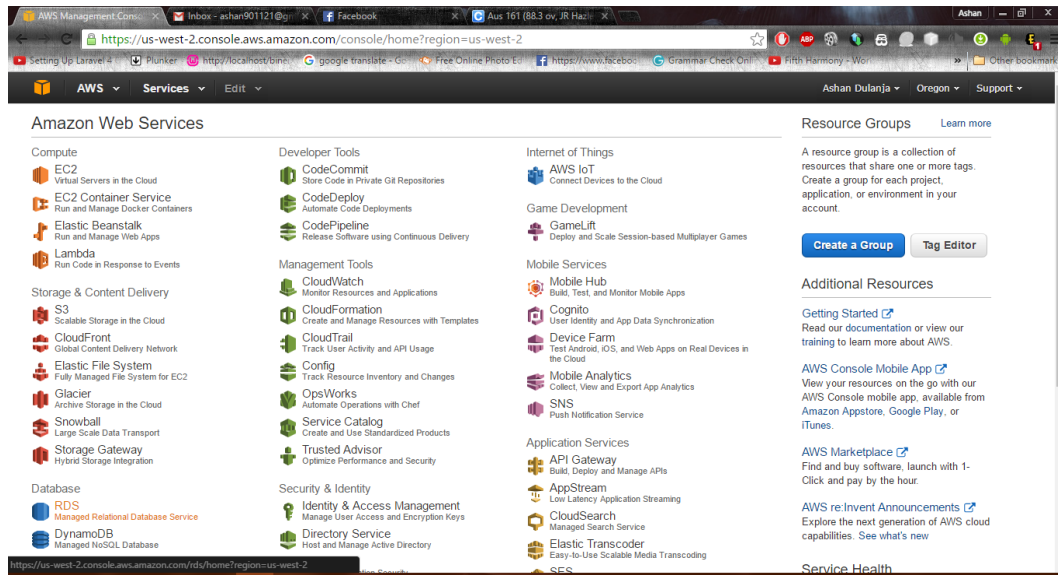 AWS Management Conso
Inbox - ashan901121@gm
Facebook
Aus 161 (88.3 ov, JR Hazle
Ashan
https://us-west-2.console.aws.amazon.com/console/home?region=us-west-2
Setting Up Laravel 4
Plunker
http://localhost/bine
google translate - Go
Free Online Photo Ed
https://www.faceboo
Grammar Check Onli
Fifth Harmony - Wor
Other bookmark
AWS
Services
Edit
Ashan Dulanja
Oregon
Support
Amazon Web Services
Compute
EC2
Virtual Servers in the Cloud
EC2 Container Service
Run and Manage Docker Containers
Elastic Beanstalk
Run and Manage Web Apps
Lambda
Run Code in Response to Events
Storage & Content Delivery
S3
Scalable Storage in the Cloud
CloudFront
Global Content Delivery Network
Elastic File System
Fully Managed File System for EC2
Glacier
Archive Storage in the Cloud
Snowball
Large Scale Data Transport
Storage Gateway
Hybrid Storage Integration
Database
RDS
Managed Relational Database Service
DynamoDB
Managed NoSQL Database
Developer Tools
CodeCommit
Store Code in Private Git Repositories
CodeDeploy
Automate Code Deployments
CodePipeline
Release Software using Continuous Delivery
Management Tools
CloudWatch
Monitor Resources and Applications
CloudFormation
Create and Manage Resources with Templates
CloudTrail
Track User Activity and API Usage
Config
Track Resource Inventory and Changes
OpsWorks
Automate Operations with Chef
Service Catalog
Create and Use Standardized Products
Trusted Advisor
Optimize Performance and Security
Security & Identity
Identity & Access Management
Manage User Access and Encryption Keys
Directory Service
Host and Manage Active Directory
Internet of Things
AWS IoT
Connect Devices to the Cloud
Game Development
GameLift
Deploy and Scale Session-based Multiplayer Games
Mobile Services
Mobile Hub
Build, Test, and Monitor Mobile Apps
Cognito
User Identity and App Data Synchronization
Device Farm
Test Android, iOS, and Web Apps on Real Devices in
the Cloud
Mobile Analytics
Collect, View and Export App Analytics
SNS
Push Notification Service
Application Services
API Gateway
Build, Deploy and Manage APIs
AppStream
Low Latency Application Streaming
CloudSearch
Managed Search Service
Elastic Transcoder
Easy-to-Use Scalable Media Transcoding
SES
Resource Groups
Learn more
A resource group is a collection of
resources that share one or more tags.
Create a group for each project,
application, or environment in your
account.
Create a Group
Tag Editor
Additional Resources
Getting Started
Read our documentation or view our
training to learn more about AWS.
AWS Console Mobile App
View your resources on the go with our
AWS Console mobile app, available from
Amazon Appstore, Google Play, or
iTunes.
AWS Marketplace
Find and buy software, launch with 1-
Click and pay by the hour.
AWS re:Invent Announcements
Explore the next generation of AWS cloud
capabilities. See what's new
Service Health
https://us-west-2.console.aws.amazon.com/rds/home?region=us-west-2